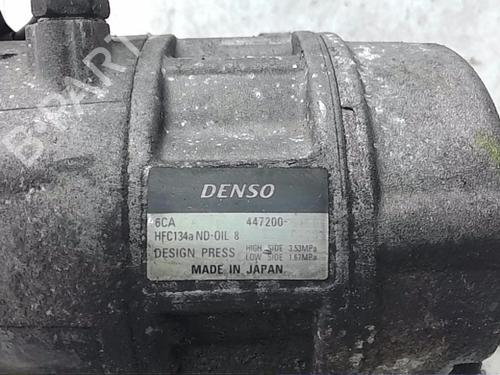 B-PART
DENSO
6CA 447200-
HFC134a ND-OIL 8
DESIGN PRESS HIGH SIDE 3.53MPa
LOW SIDE 1.67MPa
MADE IN JAPAN